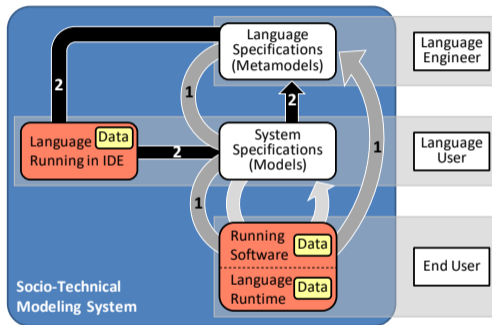 Language
Specifications
(Metamodels)
Language
Engineer
2
1
2
Language
Running in IDE
Data
2
System
Specifications
(Models)
1
Language
User
1
Running
Software
Data
Language
Runtime
Data
End User
Socio-Technical
Modeling System